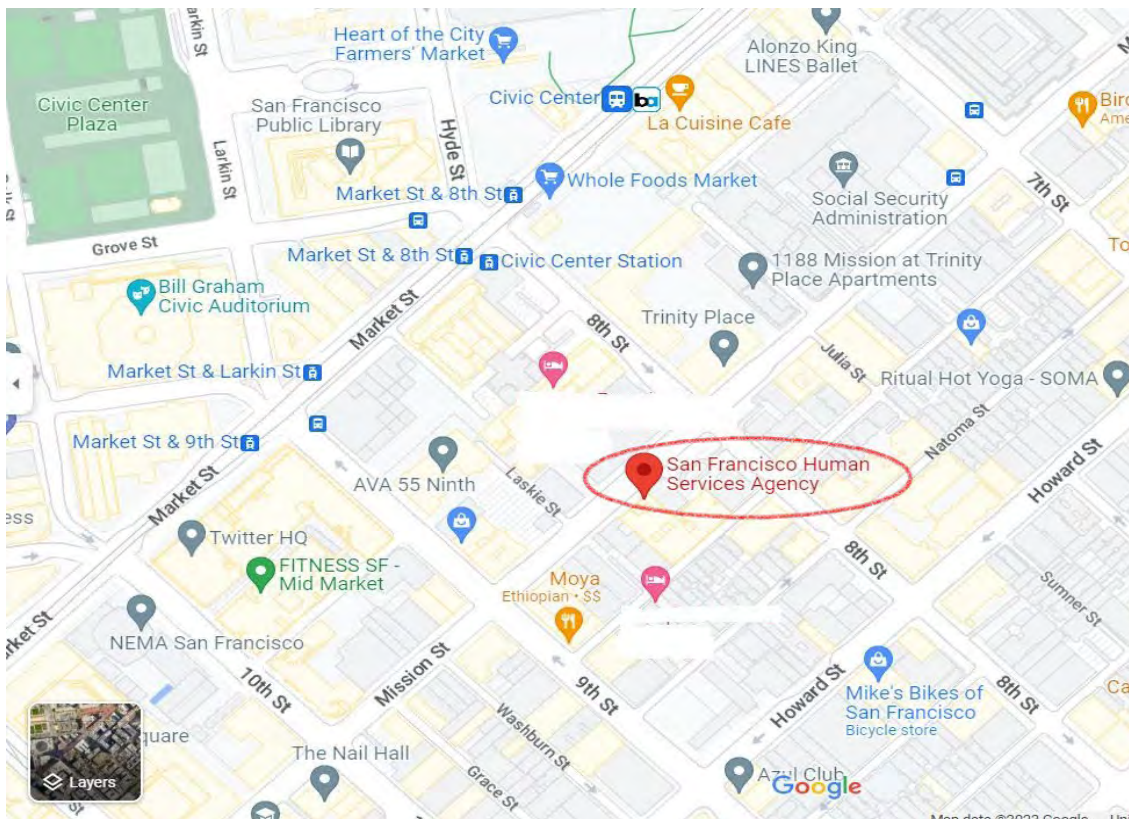 Larkin St
Heart of the City
Farmers' Market
Alonzo King
LINES Ballet
Civic Center
Plaza
San Francisco
Public Library
Hyde St
Civic Center
ba
La Cuisine Cafe
Larkin St
Market St & 8th St
Whole Foods Market
Social Security
Administration
7th St
Grove St
Market St & 8th St
Civic Center Station
1188 Mission at Trinity
Place Apartments
Bill Graham
Civic Auditorium
Market St
8th St
Trinity Place
Julia St
Market St & Larkin St
Ritual Hot Yoga - SOMA
Natoma St
Market St & 9th St
AVA 55 Ninth
Laskie St
San Francisco Human
Services Agency
Howard St
Market St
Twitter HQ
FITNESS SF -
Mid Market
Moya
Ethiopian • $$
8th St
Sumner St
NEMA San Francisco
10th St
Mission St
9th St
Howard St
Mike's Bikes of
San Francisco
Bicycle store
8th St
Washburn St
The Nail Hall
Grace St
Layers
Azul Club
Google